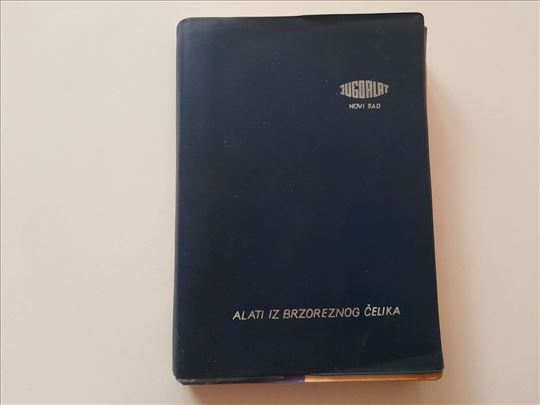 JUGOALAT
NOVI SAD
ALATI IZ BRZOREZNOG ČELIKA